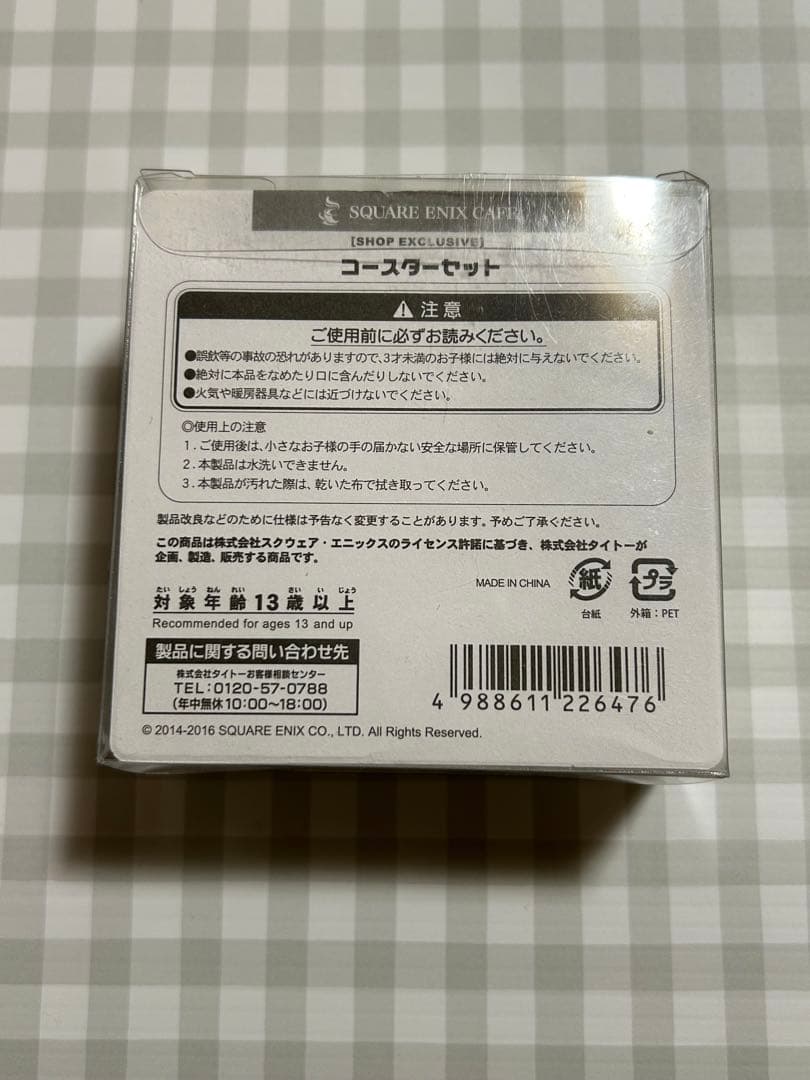 SQUARE ENIX CAFE
[SHOP EXCLUSIVE]
コースターセット
注意
ご使用前に必ずお読みください。
●誤飲等の事故の恐れがありますので、3才未満のお子様には絶対に与えないでください。
●絶対に本品をなめたり口に含んだりしないでください。
●火気や暖房器具などには近づけないでください。
◎使用上の注意
1．ご使用後は、小さなお子様の手の届かない安全な場所に保管してください。
2．本製品は水洗いできません。
3．本製品が汚れた際は、乾いた布で拭き取ってください。
製品改良などのために仕様は予告なく変更することがあります。予めご了承ください。
この商品は株式会社スクウェア・エニックスのライセンス許諾に基づき、株式会社タイトーが
企画、製造、販売する商品です。
MADE IN CHINA
紙
プラ
台紙
外箱：PET
たいしょうねんれい さいいじょう
対象年齢13歳以上
Recommended for ages 13 and up
製品に関する問い合わせ先
株式会社タイトーお客様相談センター
TEL：0120-57-0788
（年中無休10:00〜18:00）
4 988611 226476
© 2014-2016 SQUARE ENIX CO., LTD. All Rights Reserved.